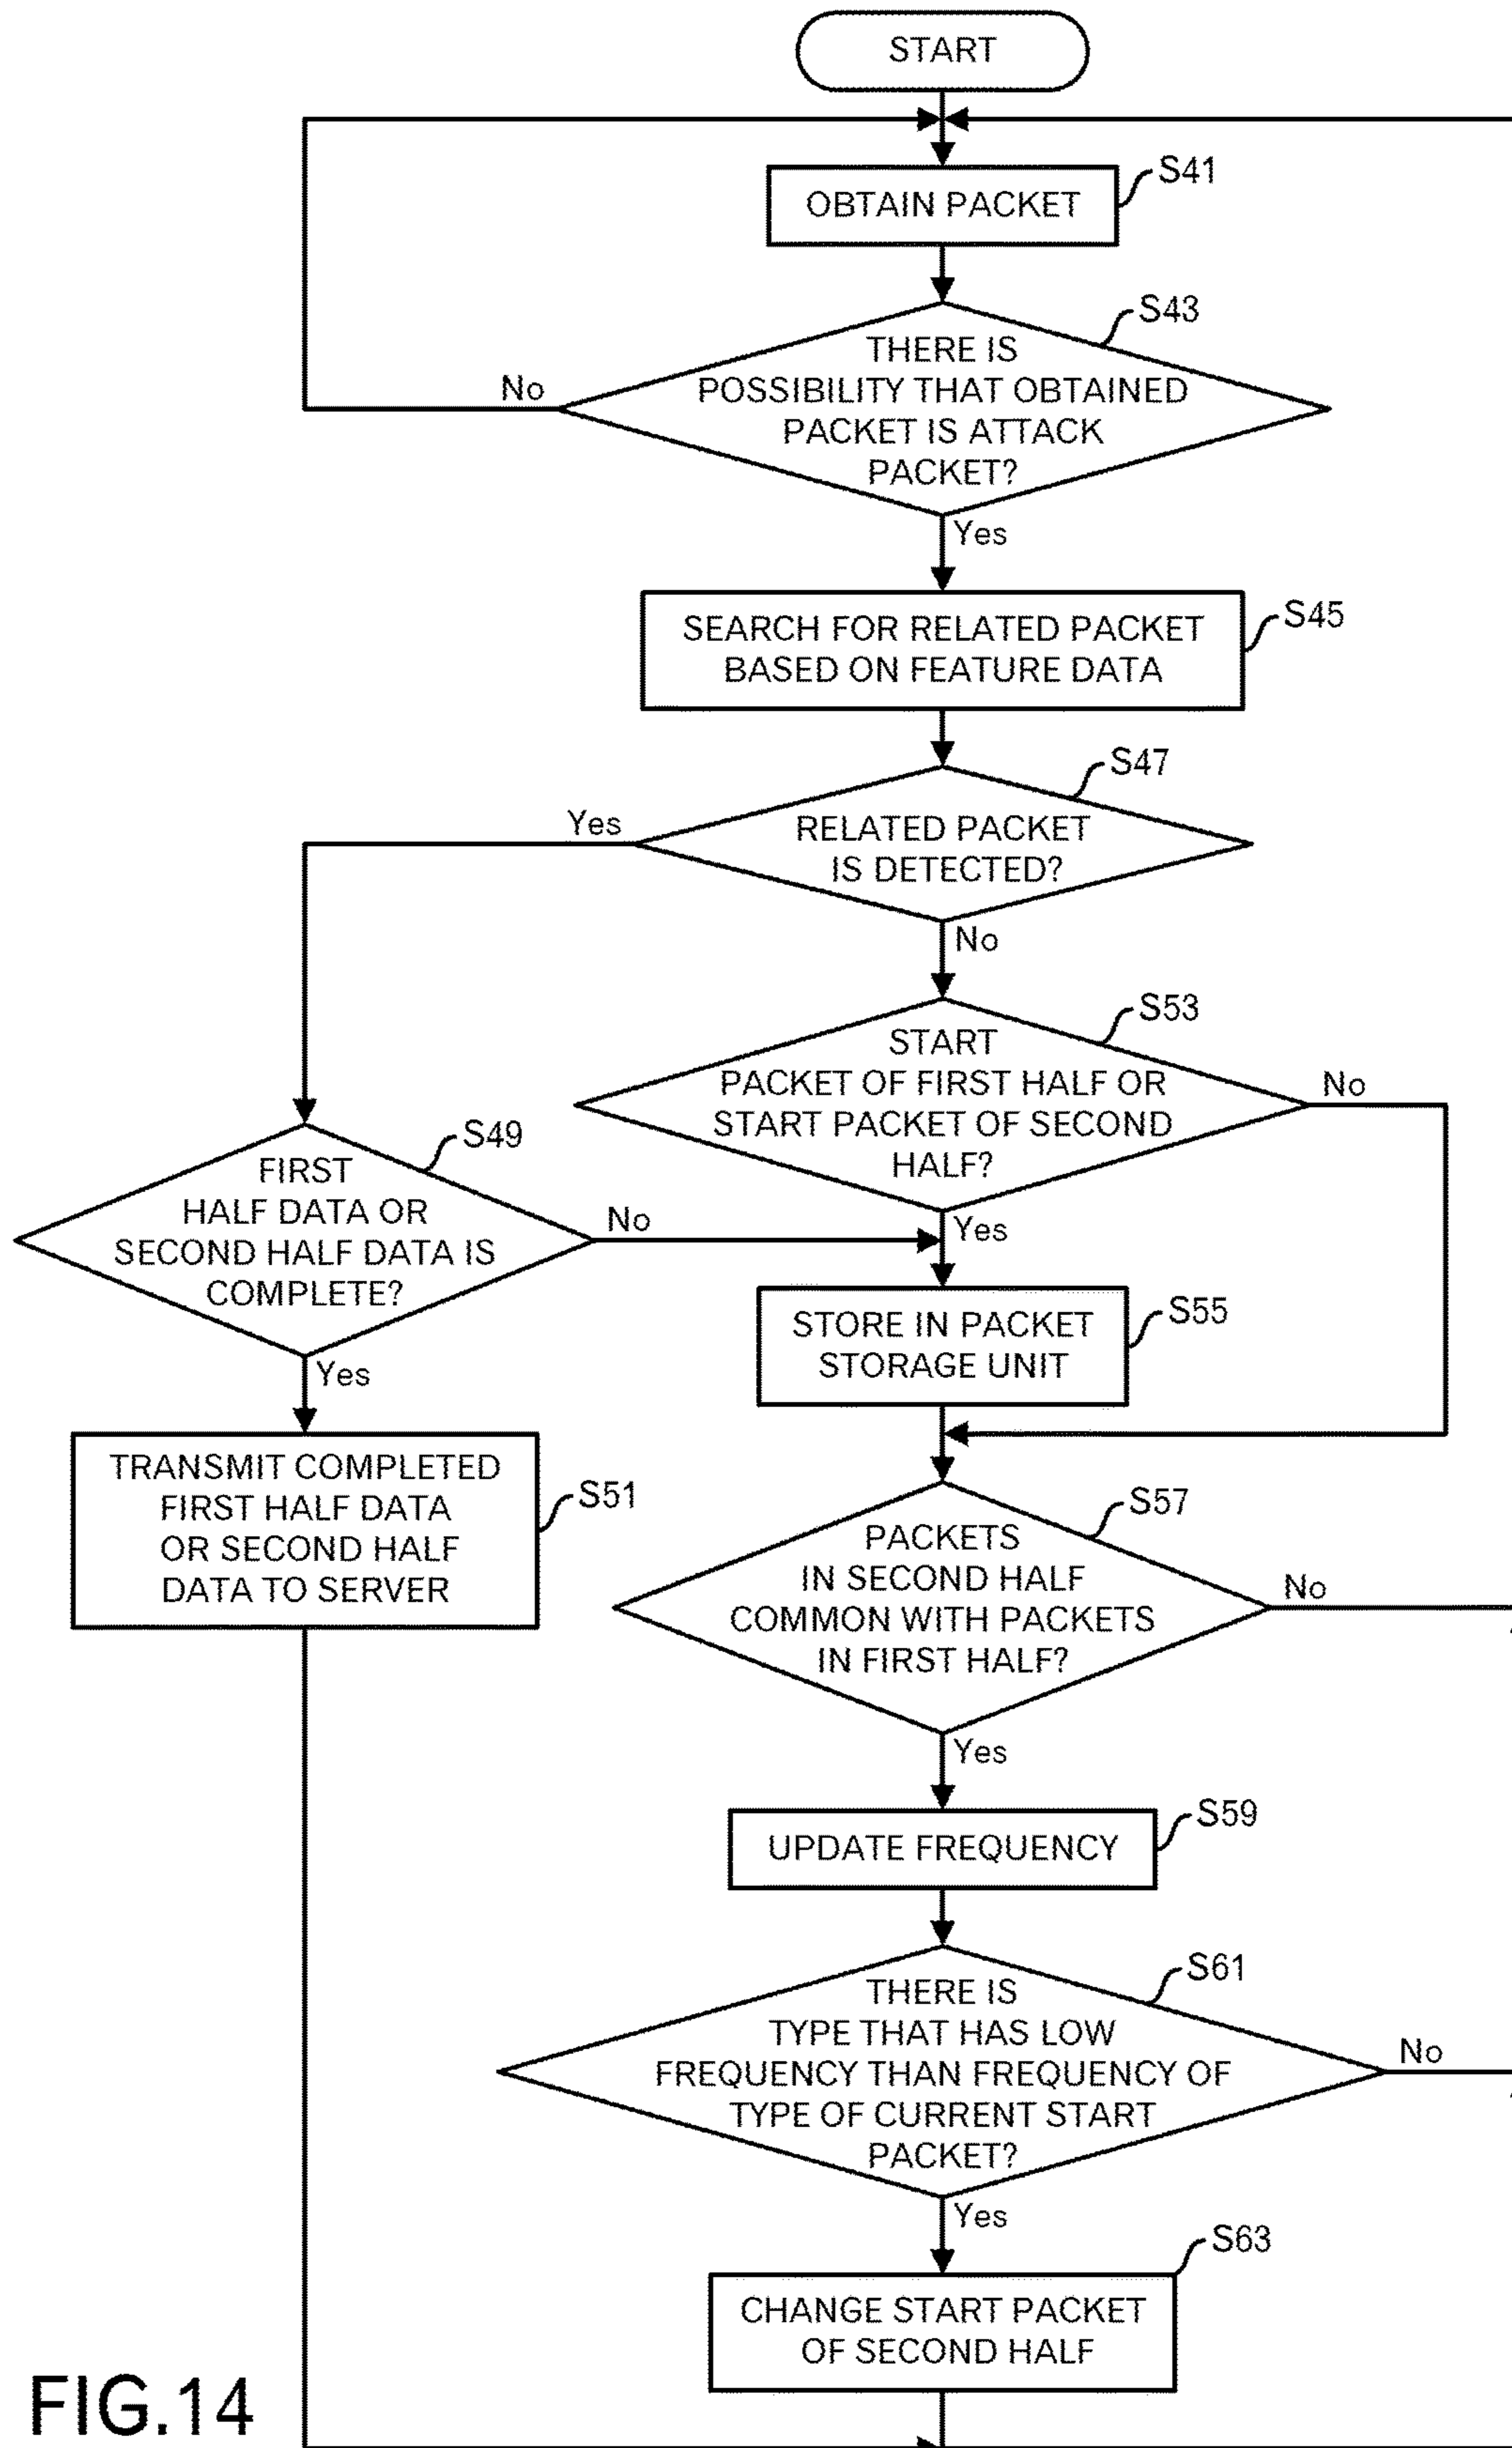 START
S41
OBTAIN PACKET
S43
THERE IS
POSSIBILITY THAT OBTAINED
PACKET IS ATTACK
PACKET?
No
Yes
S45
SEARCH FOR RELATED PACKET
BASED ON FEATURE DATA
S47
RELATED PACKET
IS DETECTED?
Yes
No
S53
START
PACKET OF FIRST HALF OR
START PACKET OF SECOND
HALF?
No
Yes
S49
FIRST
HALF DATA OR
SECOND HALF DATA IS
COMPLETE?
No
Yes
S55
STORE IN PACKET
STORAGE UNIT
S51
TRANSMIT COMPLETED
FIRST HALF DATA
OR SECOND HALF
DATA TO SERVER
S57
PACKETS
IN SECOND HALF
COMMON WITH PACKETS
IN FIRST HALF?
No
Yes
S59
UPDATE FREQUENCY
S61
THERE IS
TYPE THAT HAS LOW
FREQUENCY THAN FREQUENCY OF
TYPE OF CURRENT START
PACKET?
No
Yes
S63
CHANGE START PACKET
OF SECOND HALF
FIG.14